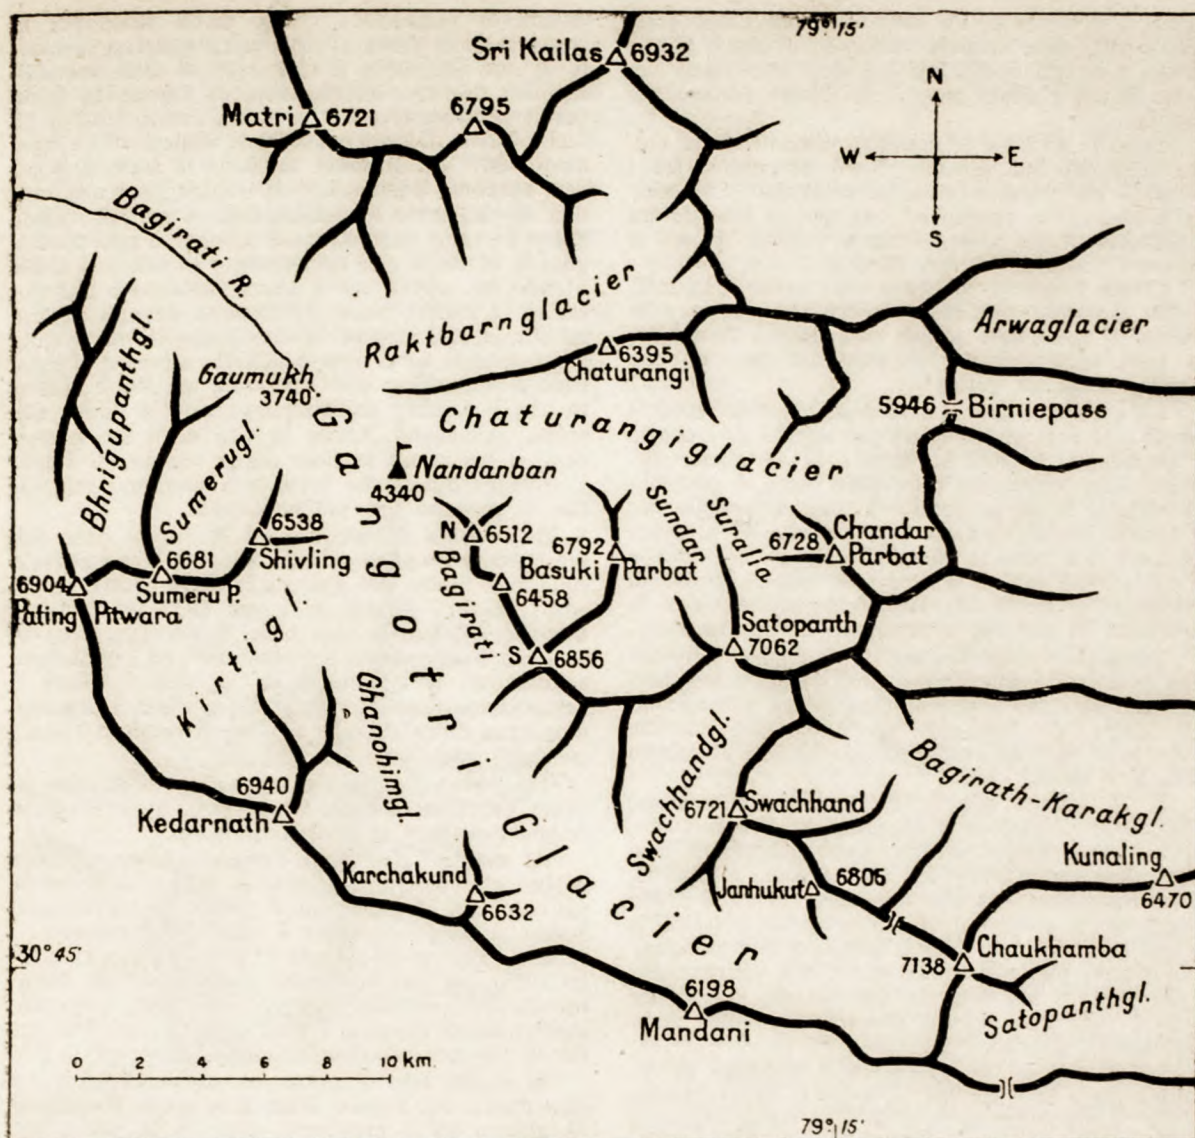 79° 15'
Sri Kailas 6932
Matri 6721
6795
N
W E
S
Bagirati R.
Raktbarnglacier
Arwaglacier
Bhrigupanthgl.
Gaumukh
3740
6395
Chaturangi
5946 Birniepass
Chaturangiglacier
Gangotri Glacier
Sumerugl.
Nandanban
4340
Sundar
Suralla
6538
Shivling
N 6512
6792
Basuki Parbat
6728
Chandar
Parbat
6904
Pating Pitwara
6681
Sumeru P.
Bagirati
6458
Satopanth
7062
S 6856
Kirtigl.
Ghanohimgl.
Swachhandgl.
Bagirath-Karakgl.
6940
Kedarnath
6721 Swachhand
Karchakund
6632
Janhukut
6805
Kunaling
6470
30° 45'
Chaukhamba
7138
6198
Mandani
Satopanthgl.
0 2 4 6 8 10 km.
79° 15'